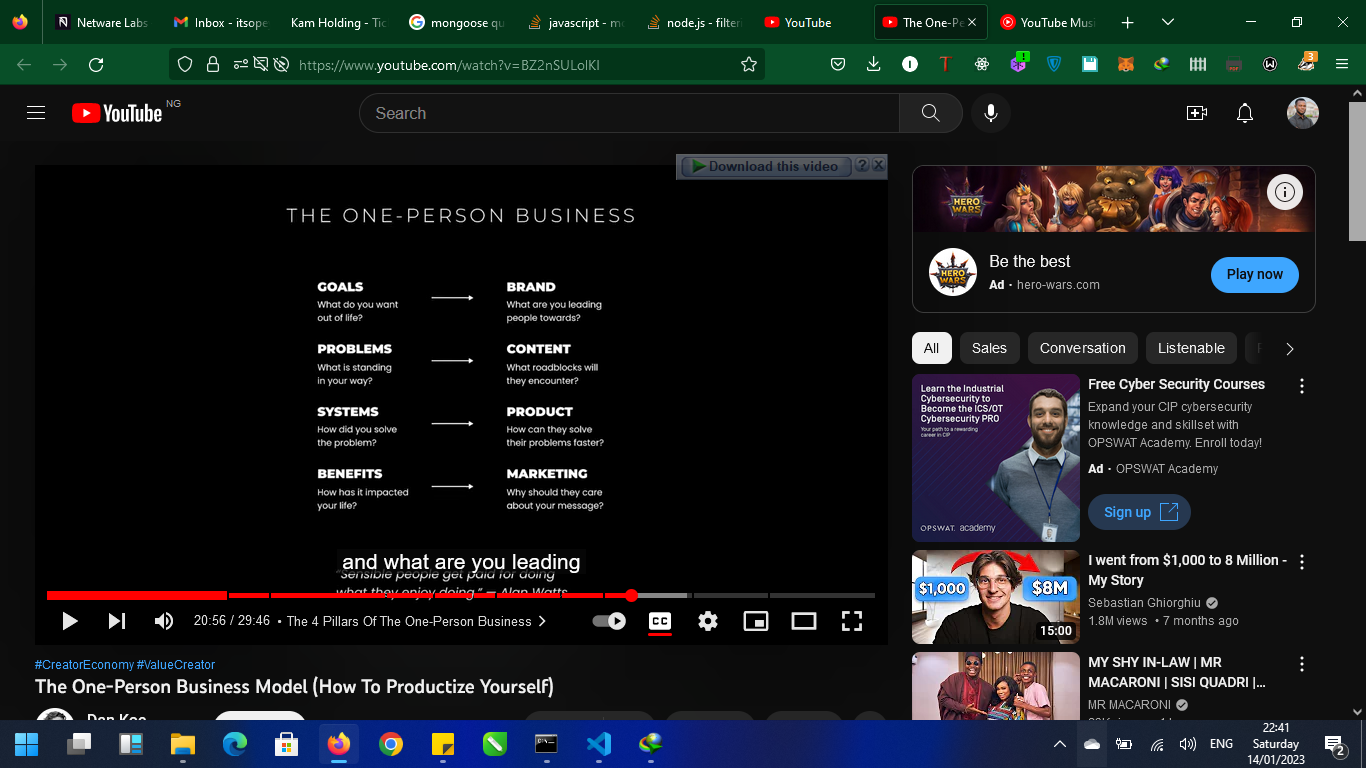 Netware Labs
Inbox - itsope
Kam Holding - Tic
mongoose qu
javascript - mo
node.js - filteri
YouTube
The One-Pe
YouTube Musi
https://www.youtube.com/watch?v=BZ2nSULolKI
1
3
YouTube NG
Search
Download this video ?
THE ONE-PERSON BUSINESS
GOALS
What do you want
out of life?
BRAND
What are you leading
people towards?
PROBLEMS
What is standing
in your way?
CONTENT
What roadblocks will
they encounter?
SYSTEMS
How did you solve
the problem?
PRODUCT
How can they solve
their problems faster?
BENEFITS
How has it impacted
your life?
MARKETING
Why should they care
about your message?
and what are you leading
"sensible people get paid for doing
what they enjoy doing." — Alan Watts
20:56 / 29:46 • The 4 Pillars Of The One-Person Business
CC
#CreatorEconomy #ValueCreator
The One-Person Business Model (How To Productize Yourself)
Dan Koe
HERO
WARS
HERO
WARS
Be the best
Ad • hero-wars.com
Play now
All
Sales
Conversation
Listenable
Learn the Industrial
Cybersecurity to
Become the ICS/OT
Cybersecurity PRO
Your path to a rewarding
career in CIP
OPSWAT. academy
Free Cyber Security Courses
Expand your CIP cybersecurity
knowledge and skillset with
OPSWAT Academy. Enroll today!
Ad • OPSWAT Academy
Sign up
$1,000
$8M
15:00
I went from $1,000 to 8 Million -
My Story
Sebastian Ghiorghiu
1.8M views • 7 months ago
MY SHY IN-LAW | MR
MACARONI | SISI QUADRI |...
MR MACARONI
ENG
22:41
Saturday
14/01/2023
2